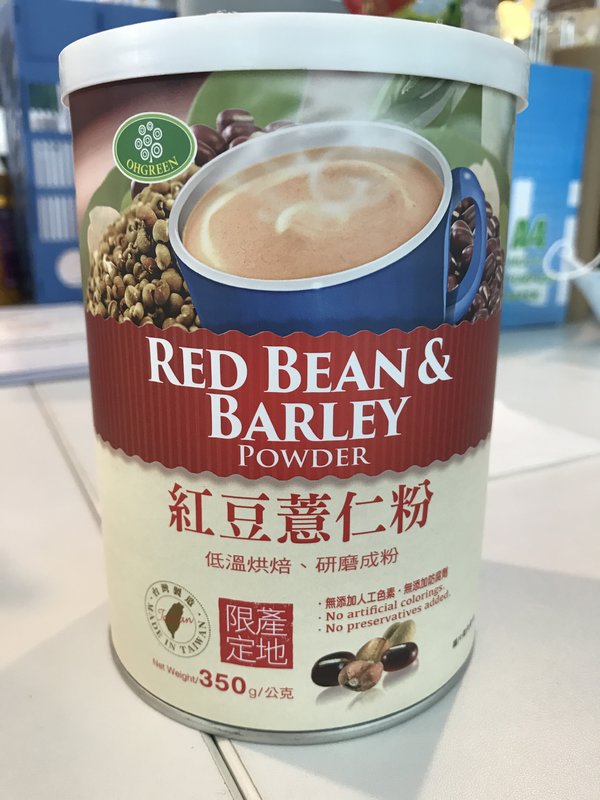 OHGREEN
RED BEAN &
BARLEY
POWDER
紅豆薏仁粉
低溫烘焙、研磨成粉
台灣製造
MADE IN TAIWAN
限產
定地
·無添加人工色素·無添加防腐劑
·No artificial colorings.
·No preservatives added.
Net Weight/350g/公克
A4